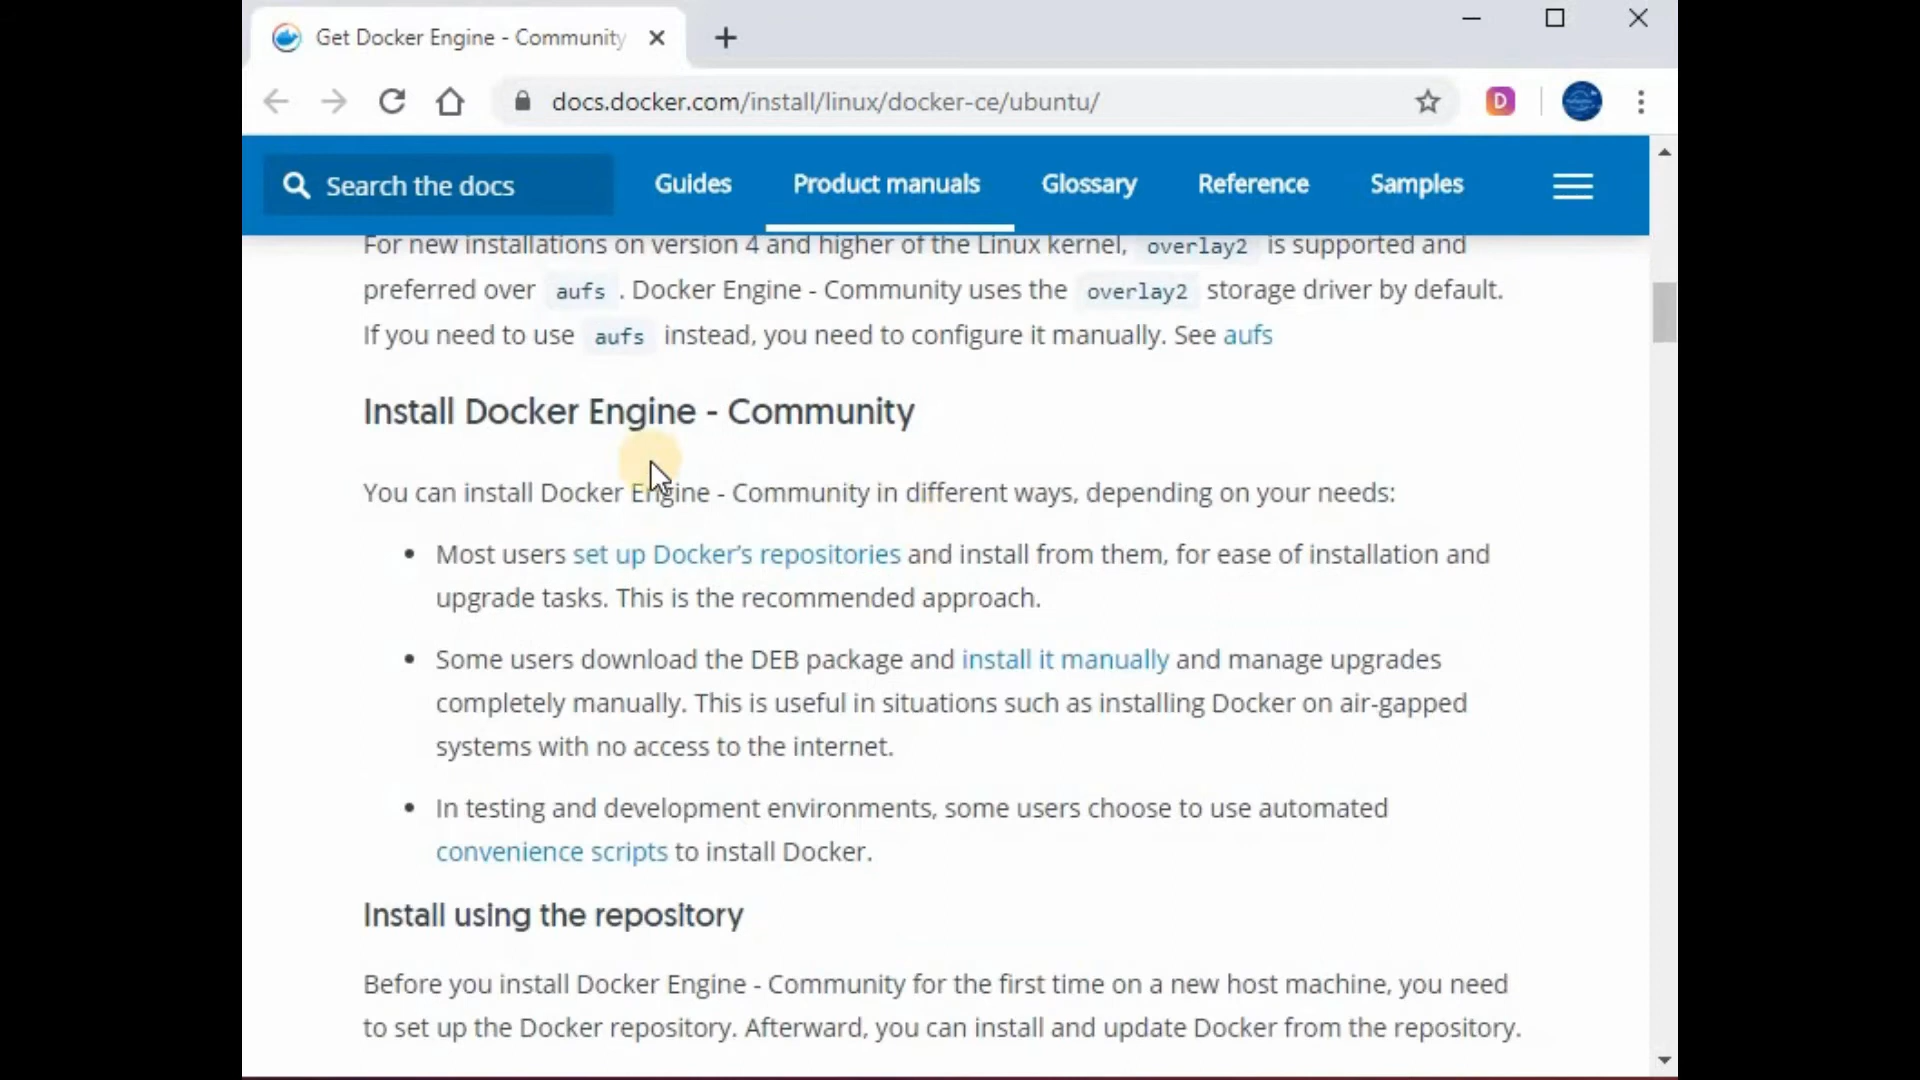 Get Docker Engine - Community
docs.docker.com/install/linux/docker-ce/ubuntu/
D
Search the docs
Guides
Product manuals
Glossary
Reference
Samples
For new installations on version 4 and higher of the Linux kernel, overlay2 is supported and
preferred over aufs . Docker Engine - Community uses the overlay2 storage driver by default.
If you need to use aufs instead, you need to configure it manually. See aufs
Install Docker Engine - Community
You can install Docker Engine - Community in different ways, depending on your needs:
• Most users set up Docker’s repositories and install from them, for ease of installation and
upgrade tasks. This is the recommended approach.
• Some users download the DEB package and install it manually and manage upgrades
completely manually. This is useful in situations such as installing Docker on air-gapped
systems with no access to the internet.
• In testing and development environments, some users choose to use automated
convenience scripts to install Docker.
Install using the repository
Before you install Docker Engine - Community for the first time on a new host machine, you need
to set up the Docker repository. Afterward, you can install and update Docker from the repository.